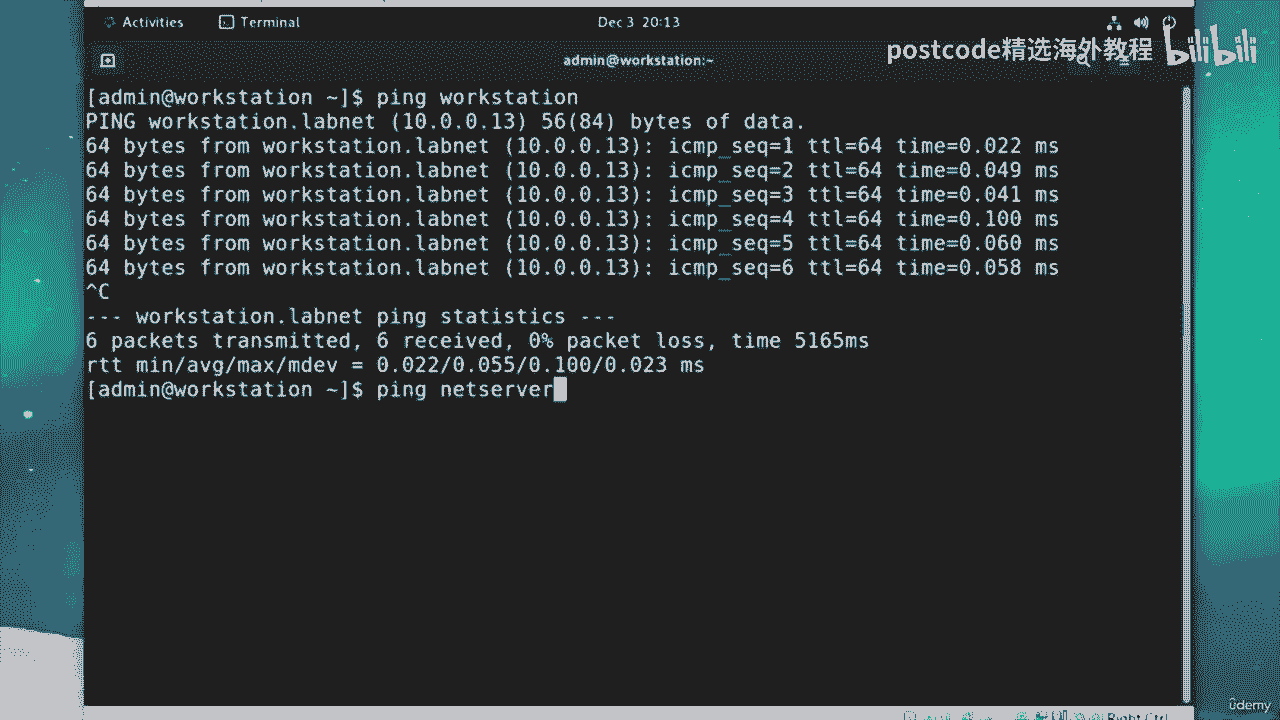 Activities Terminal Dec 3 20:13
postcode精选海外教程 bilibili
admin@workstation:~
[admin@workstation ~]$ ping workstation
PING workstation.labnet (10.0.0.13) 56(84) bytes of data.
64 bytes from workstation.labnet (10.0.0.13): icmp_seq=1 ttl=64 time=0.022 ms
64 bytes from workstation.labnet (10.0.0.13): icmp_seq=2 ttl=64 time=0.049 ms
64 bytes from workstation.labnet (10.0.0.13): icmp_seq=3 ttl=64 time=0.041 ms
64 bytes from workstation.labnet (10.0.0.13): icmp_seq=4 ttl=64 time=0.100 ms
64 bytes from workstation.labnet (10.0.0.13): icmp_seq=5 ttl=64 time=0.060 ms
64 bytes from workstation.labnet (10.0.0.13): icmp_seq=6 ttl=64 time=0.058 ms
^C
--- workstation.labnet ping statistics ---
6 packets transmitted, 6 received, 0% packet loss, time 5165ms
rtt min/avg/max/mdev = 0.022/0.055/0.100/0.023 ms
[admin@workstation ~]$ ping netserver
udemy
Right Ctrl